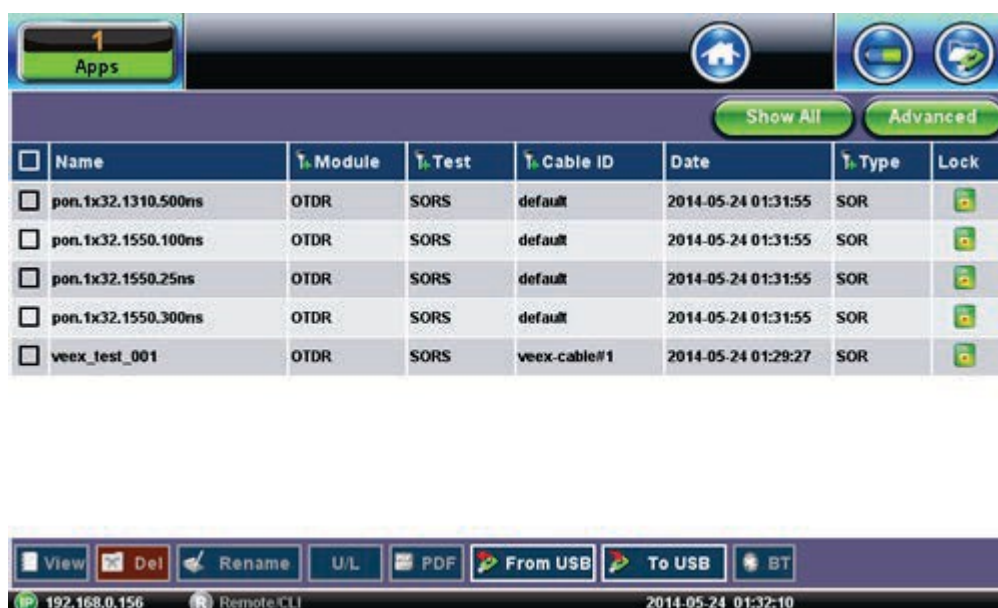 1
Apps
Show All Advanced
Name Module Test Cable ID Date Type Lock
pon.1x32.1310.500ns OTDR SORS default 2014-05-24 01:31:55 SOR
pon.1x32.1550.100ns OTDR SORS default 2014-05-24 01:31:55 SOR
pon.1x32.1550.25ns OTDR SORS default 2014-05-24 01:31:55 SOR
pon.1x32.1550.300ns OTDR SORS default 2014-05-24 01:31:55 SOR
veex_test_001 OTDR SORS veex-cable#1 2014-05-24 01:29:27 SOR
View Del Rename U/L PDF From USB To USB BT
IP 192.168.0.156 R Remote/CLI 2014-05-24 01:32:10